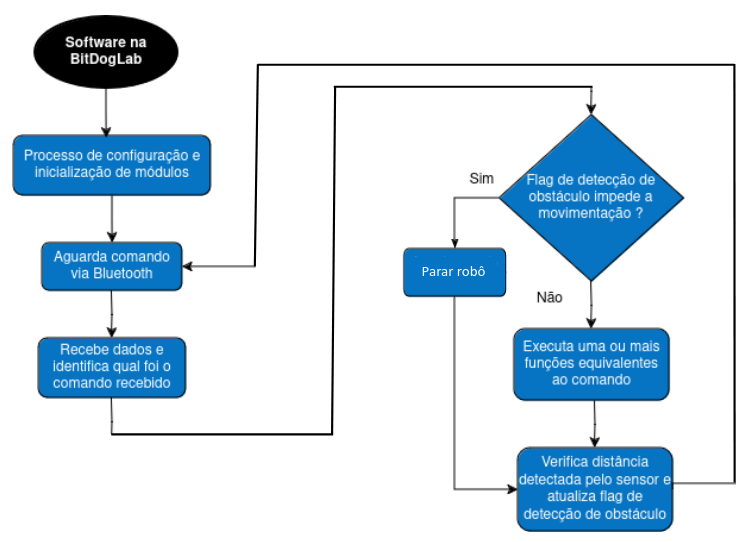 Software na
BitDogLab
Processo de configuração e
inicialização de módulos
Aguarda comando
via Bluetooth
Recebe dados e
identifica qual foi o
comando recebido
Flag de detecção de
obstáculo impede a
movimentação ?
Sim
Parar robô
Não
Executa uma ou mais
funções equivalentes
ao comando
Verifica distância
detectada pelo sensor e
atualiza flag de
detecção de obstáculo